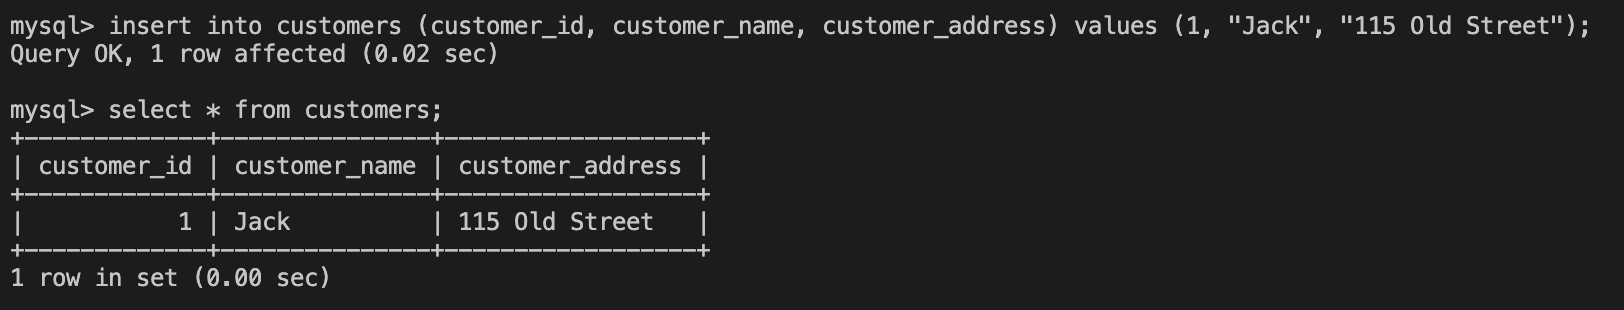 mysql> insert into customers (customer_id, customer_name, customer_address) values (1, "Jack", "115 Old Street");
Query OK, 1 row affected (0.02 sec)
mysql> select * from customers;
+-------------+---------------+------------------+
| customer_id | customer_name | customer_address |
+-------------+---------------+------------------+
|           1 | Jack          | 115 Old Street   |
+-------------+---------------+------------------+
1 row in set (0.00 sec)